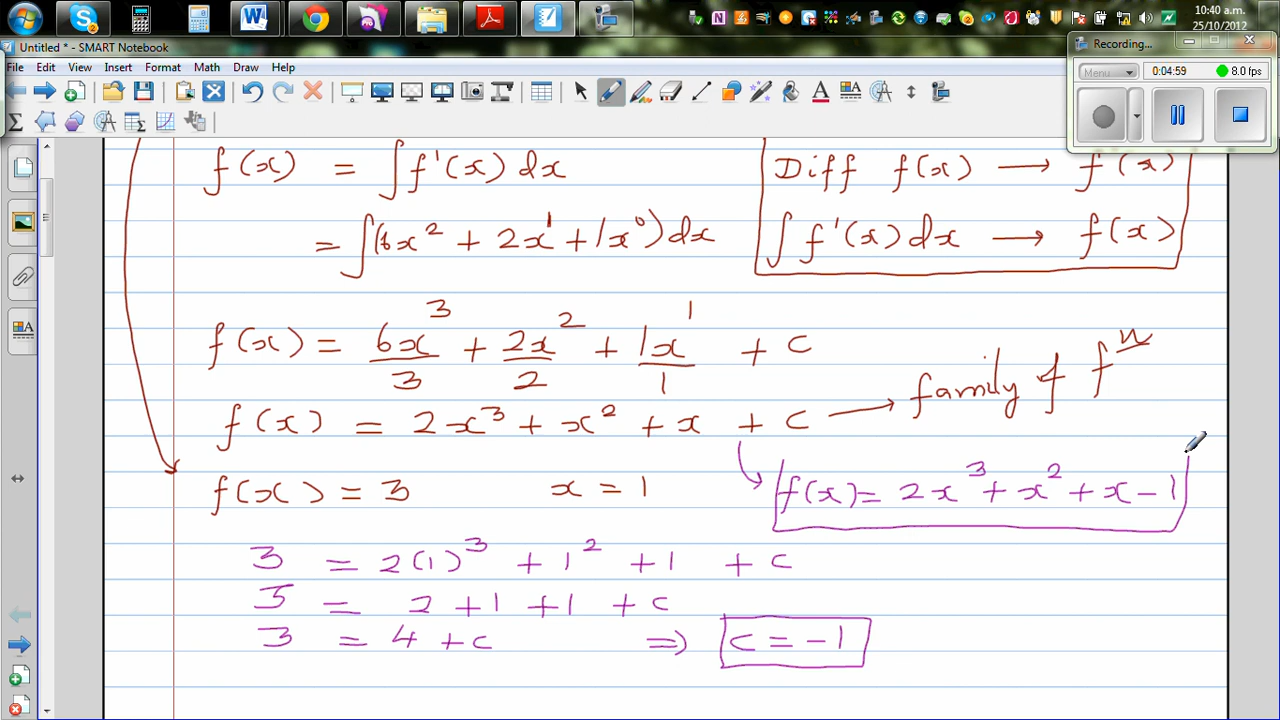 10:40 a.m.
25/10/2012
Untitled * - SMART Notebook
File Edit View Insert Format Math Draw Help
Recording...
Menu 0:04:59 8.0 fps
f(x) = ∫f'(x) dx
Diff f(x) → f'(x)
= ∫(6x² + 2x¹ + 1x⁰) dx
∫ f'(x) dx → f(x)
f(x) = 6x³/3 + 2x²/2 + 1x¹/1 + c
f(x) = 2x³ + x² + x + c → family of fⁿ
f(x) = 3 x = 1
f(x) = 2x³ + x² + x - 1
3 = 2(1)³ + 1² + 1 + c
3 = 2 + 1 + 1 + c
3 = 4 + c ⇒ c = -1